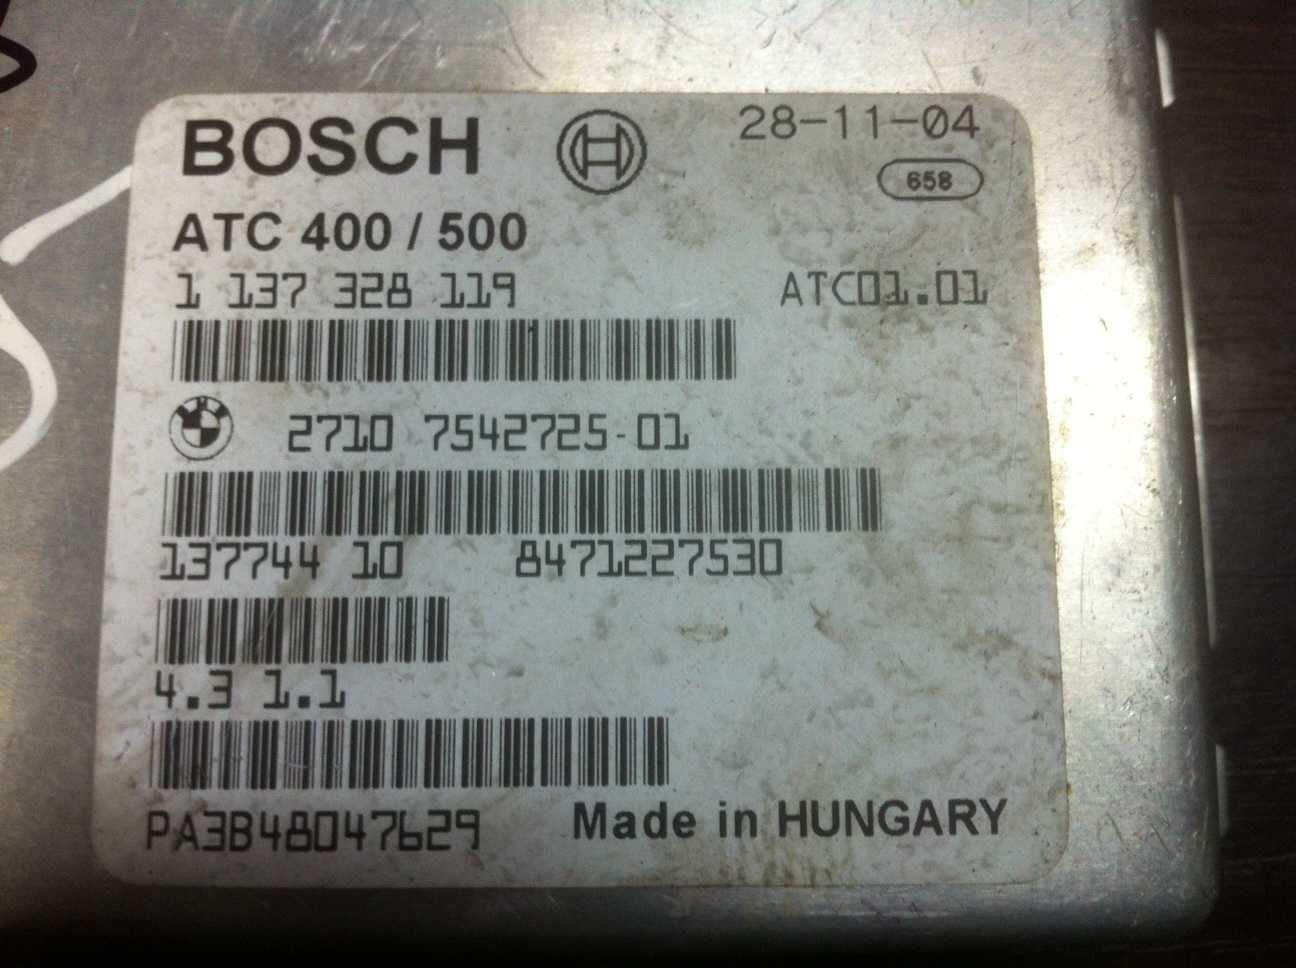 BOSCH 28-11-04
658
ATC 400 / 500
1 137 328 119 ATC01.01
2710 7542725-01
137744 10 8471227530
4.3 1.1
PA3B48047629 Made in HUNGARY